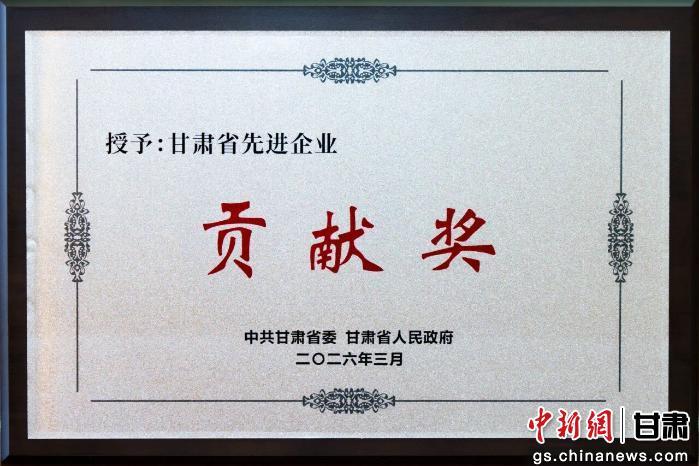 授予:甘肃省先进企业
贡献奖
中共甘肃省委 甘肃省人民政府
二〇二六年三月
中新網 甘肃
gs.chinanews.com